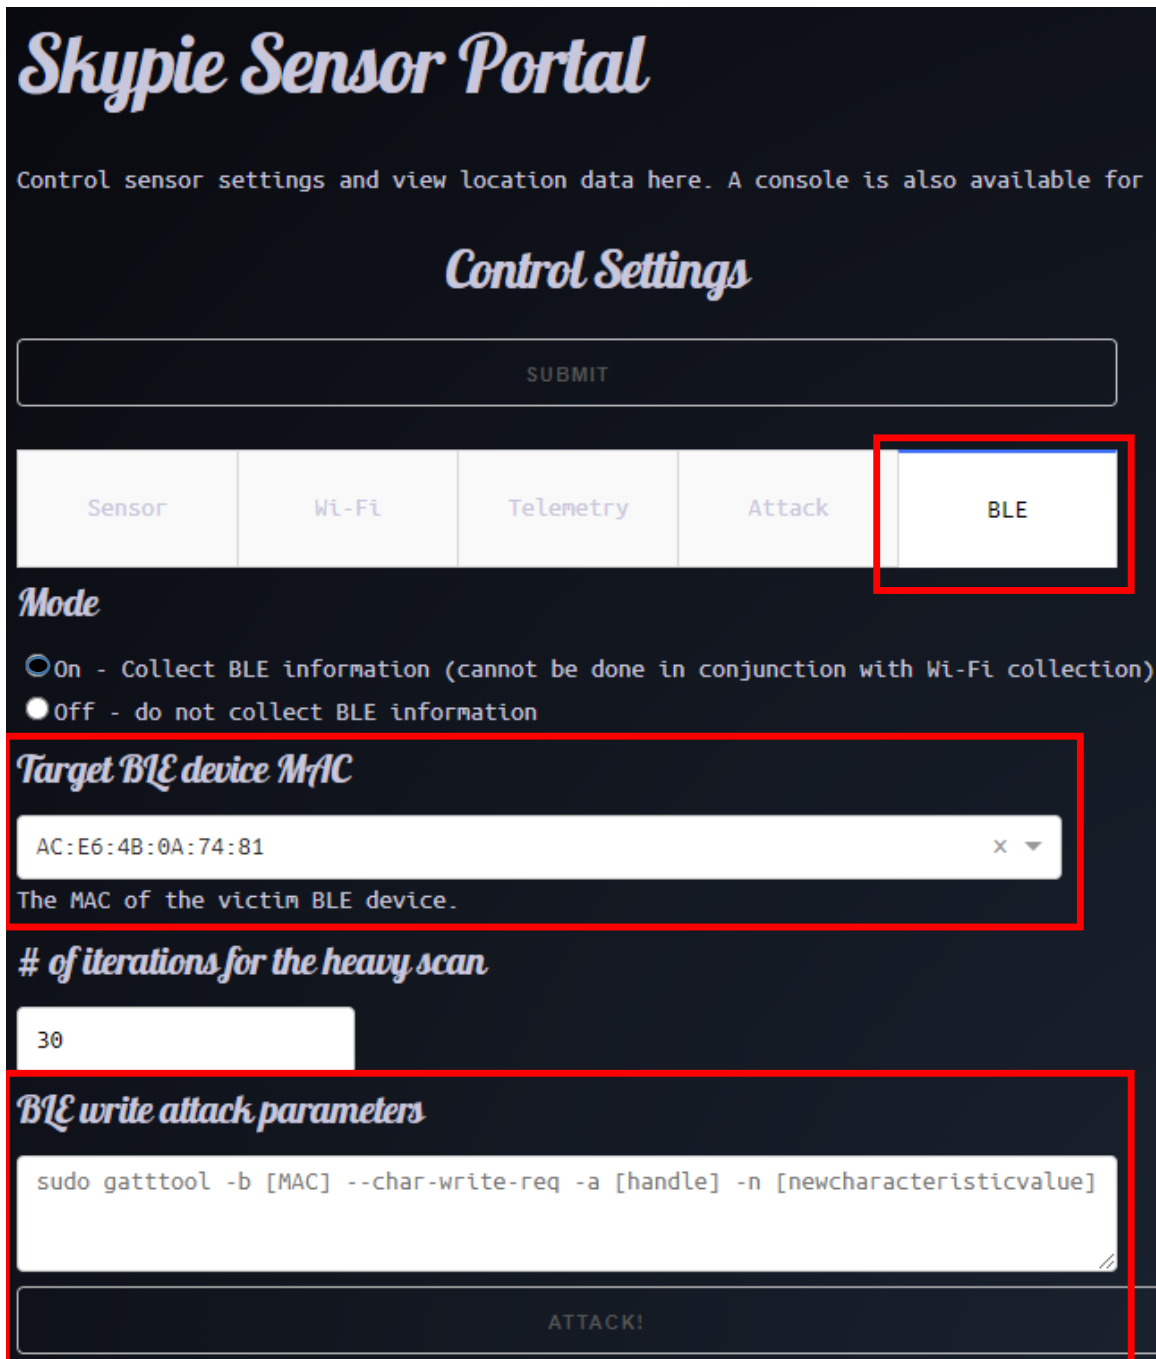 Skypie Sensor Portal
Control sensor settings and view location data here. A console is also available for
Control Settings
SUBMIT
Sensor Wi-Fi Telemetry Attack BLE
Mode
On - Collect BLE information (cannot be done in conjunction with Wi-Fi collection)
Off - do not collect BLE information
Target BLE device MAC
AC:E6:4B:0A:74:81 x
The MAC of the victim BLE device.
# of iterations for the heavy scan
30
BLE write attack parameters
sudo gatttool -b [MAC] --char-write-req -a [handle] -n [newcharacteristicvalue]
ATTACK!